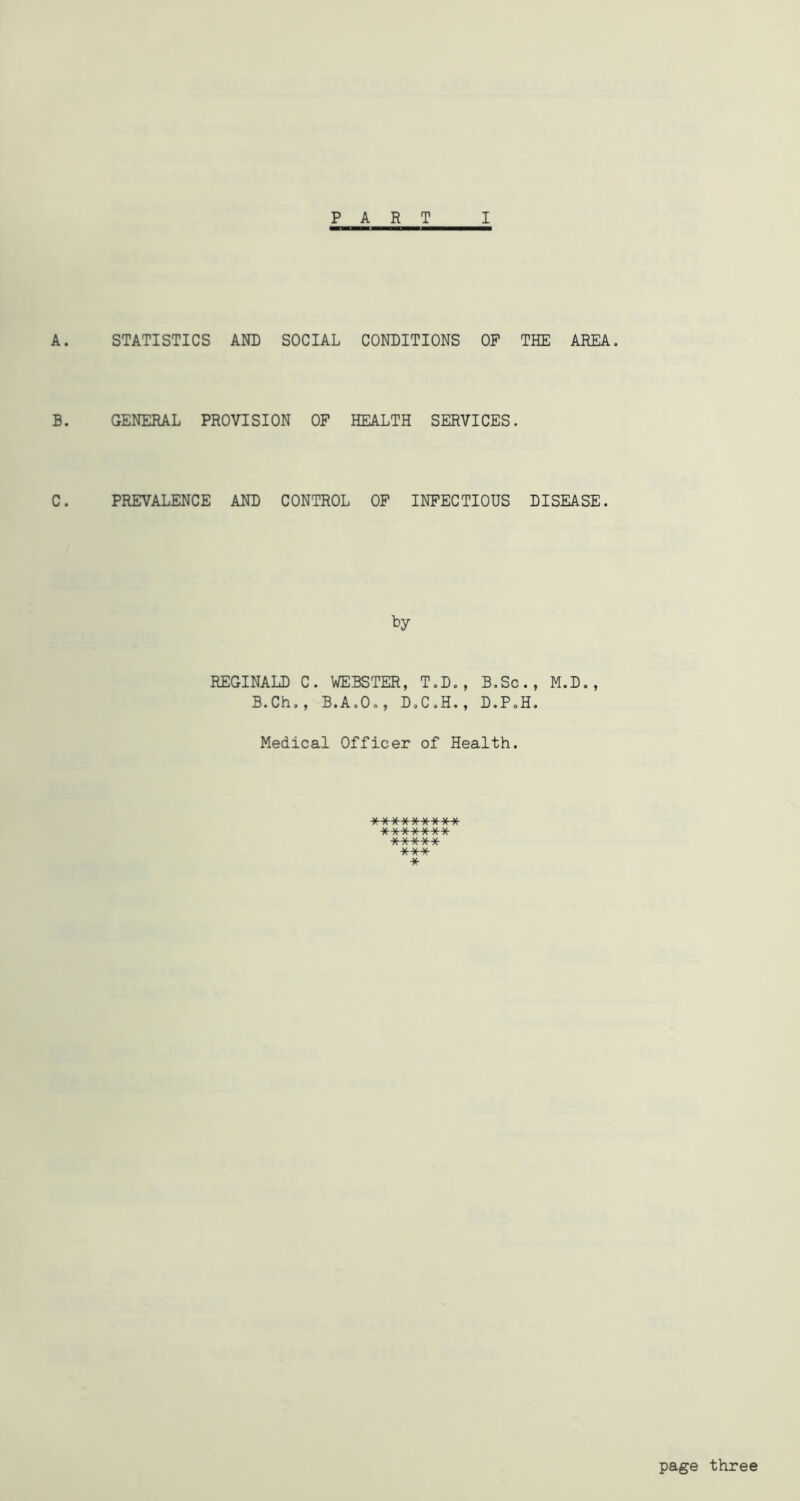 PART I
A. STATISTICS AND SOCIAL CONDITIONS OF THE AREA.
B. GENERAL PROVISION OF HEALTH SERVICES.
C. PREVALENCE AND CONTROL OF INFECTIOUS DISEASE.
by
REGINALD C. WEBSTER, T.D., B.Sc., M.D.,
B.Ch., B.A.O., D.C.H., D.P.H.
Medical Officer of Health.
*********
*******
*****
***
*
page three